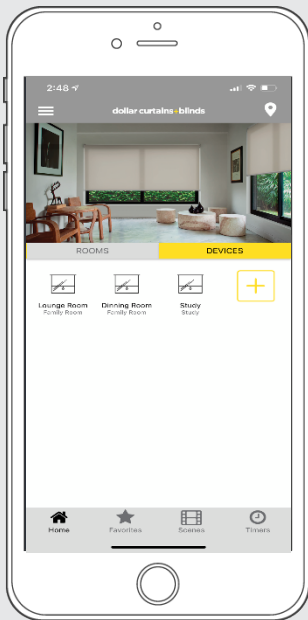 2:48
dollar curtains+blinds
ROOMS DEVICES
Lounge Room Dinning Room Study
Family Room Family Room Study
Home Favorites Scenes Timers